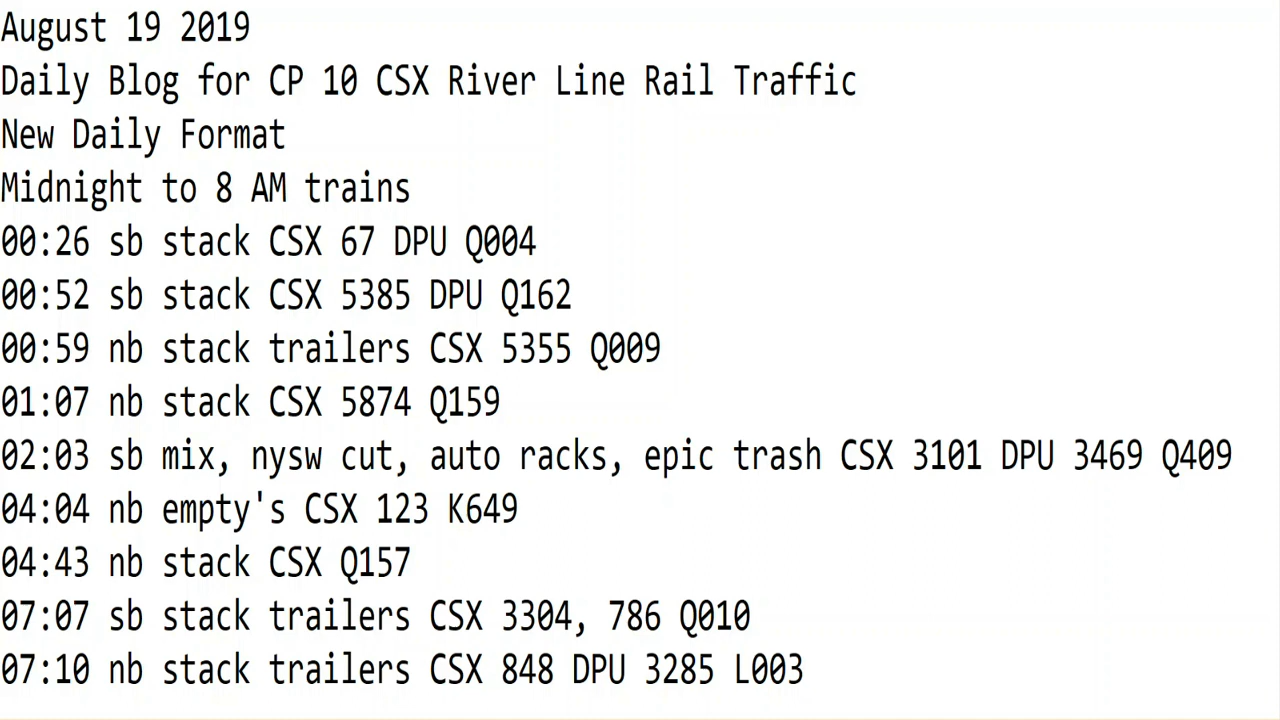 August 19 2019
Daily Blog for CP 10 CSX River Line Rail Traffic
New Daily Format
Midnight to 8 AM trains
00:26 sb stack CSX 67 DPU Q004
00:52 sb stack CSX 5385 DPU Q162
00:59 nb stack trailers CSX 5355 Q009
01:07 nb stack CSX 5874 Q159
02:03 sb mix, nysw cut, auto racks, epic trash CSX 3101 DPU 3469 Q409
04:04 nb empty's CSX 123 K649
04:43 nb stack CSX Q157
07:07 sb stack trailers CSX 3304, 786 Q010
07:10 nb stack trailers CSX 848 DPU 3285 L003